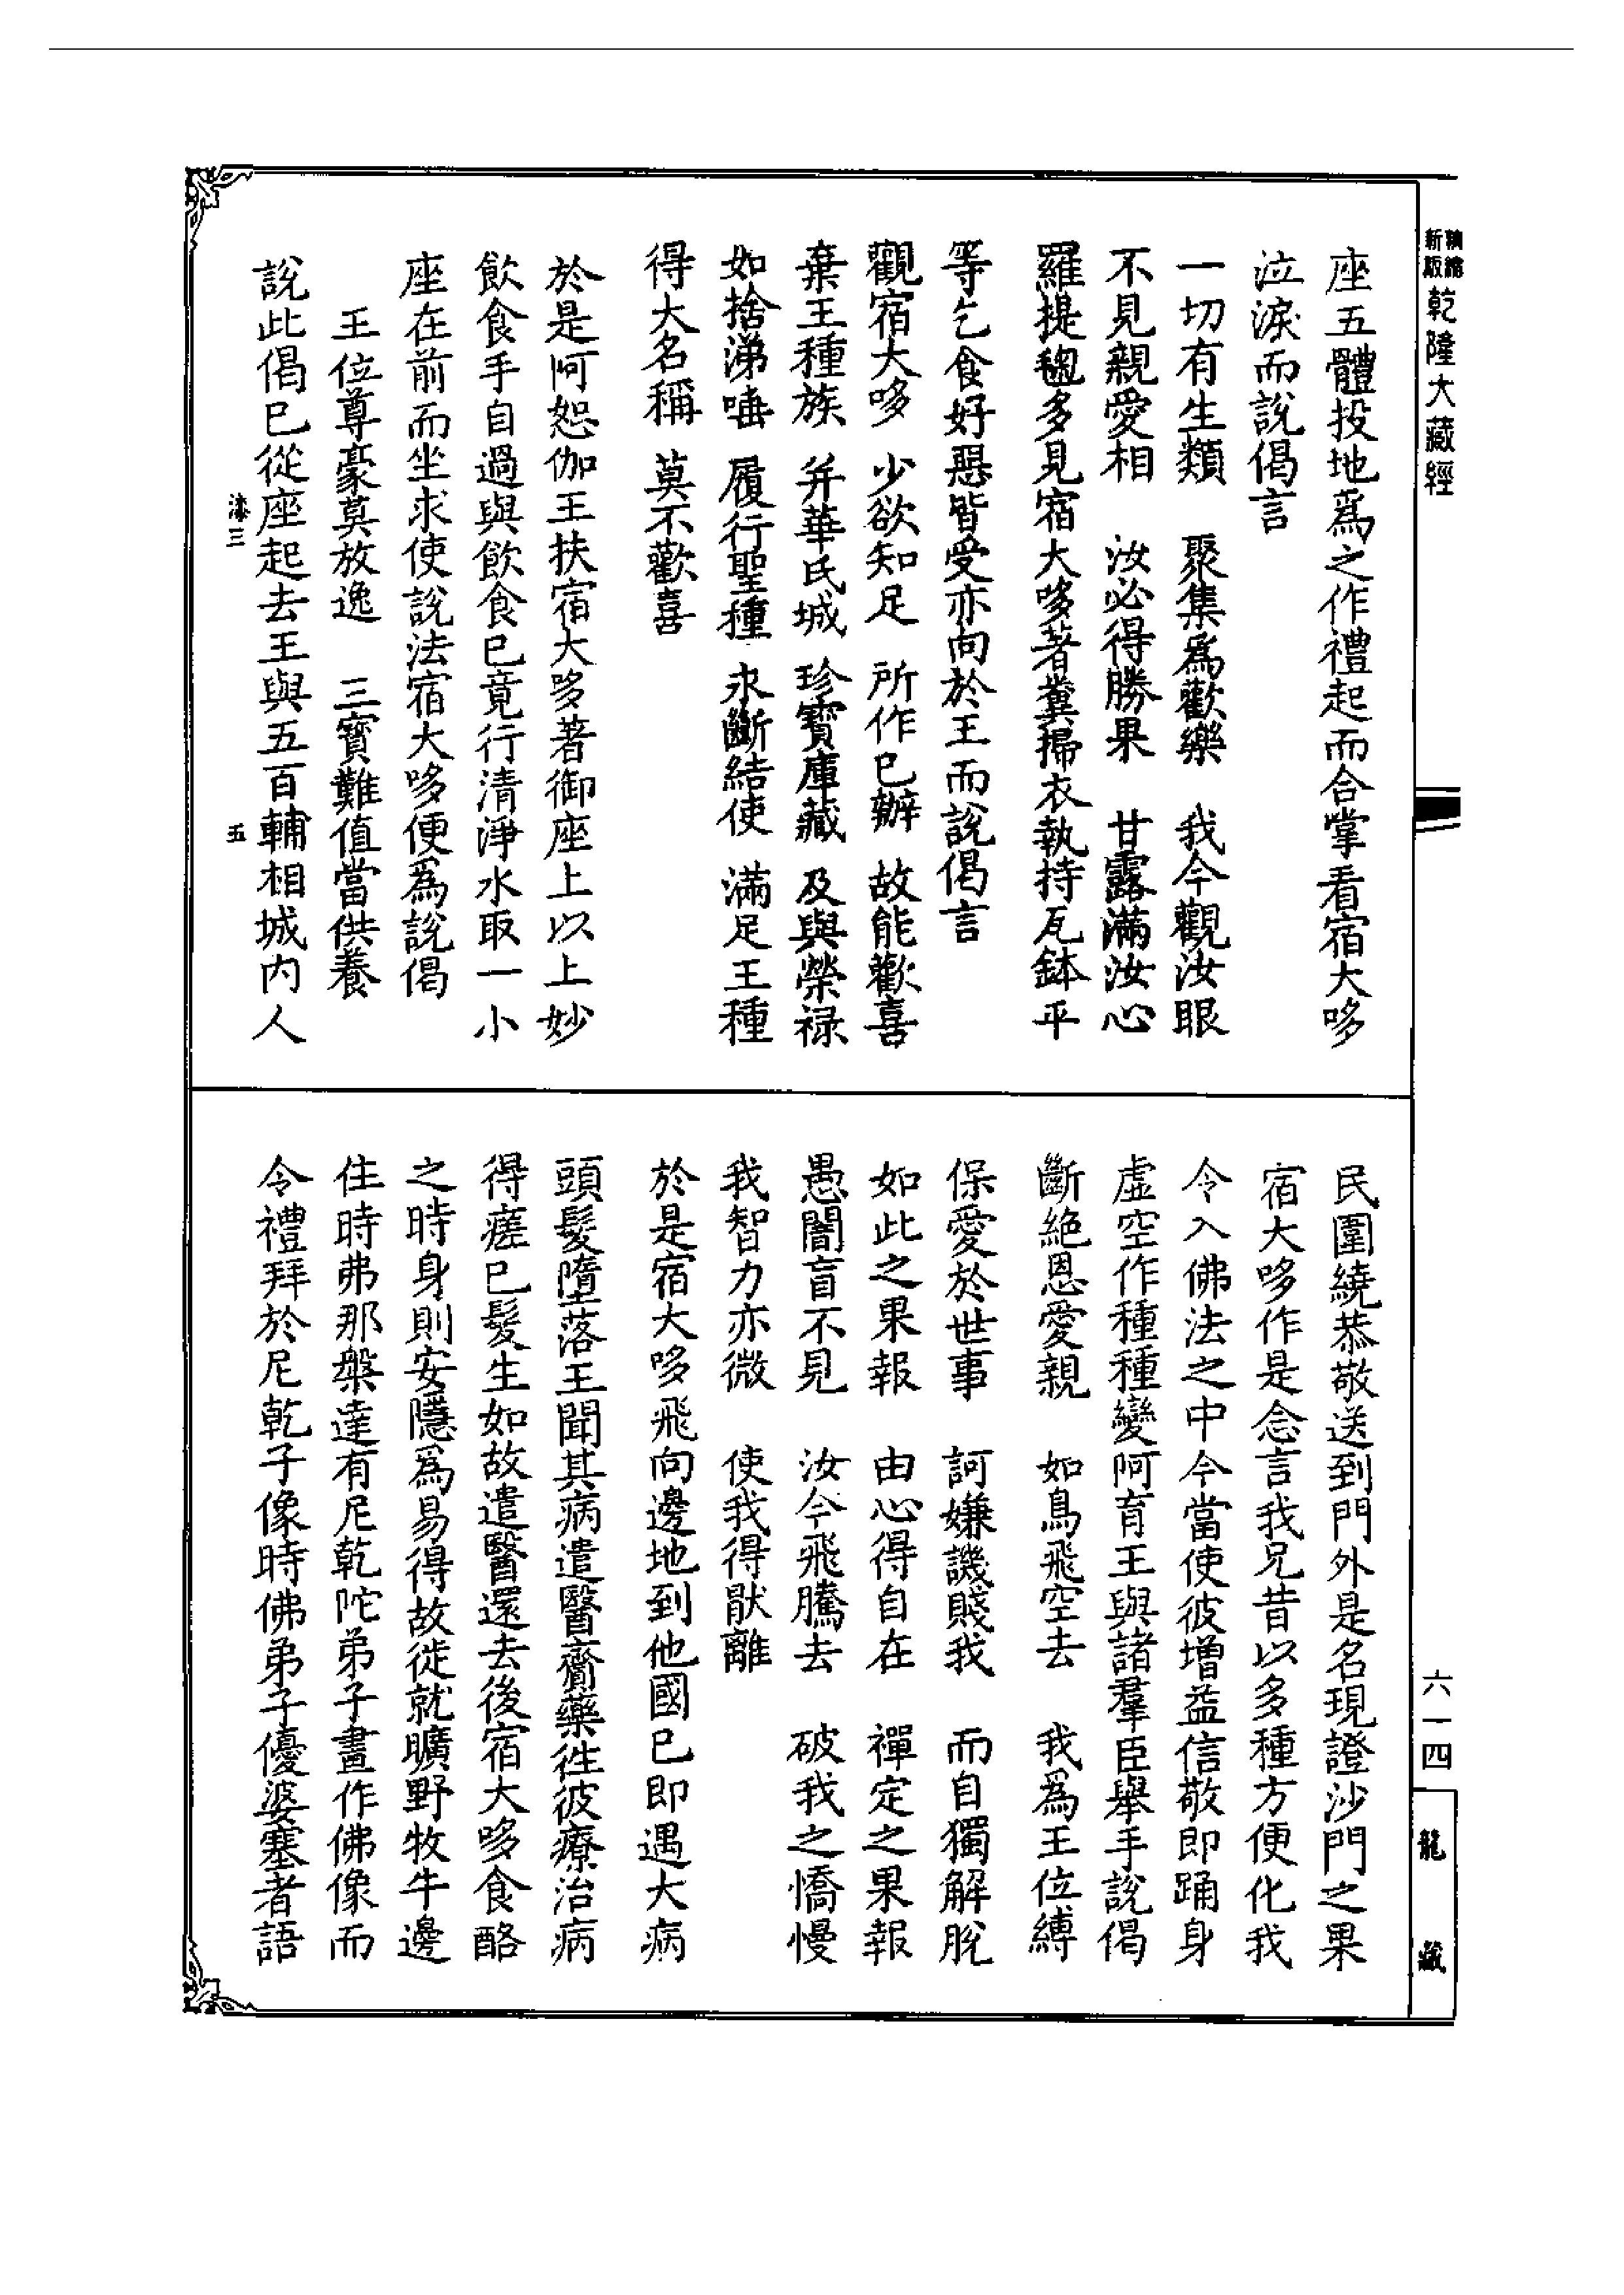 精縮新版乾隆大藏經
座五體投地爲之作禮起而合掌看宿大哆
泣淚而說偈言
一切有生類　聚集爲歡樂　我今觀汝眼
不見親愛相　汝必得勝果　甘露滿汝心
羅提毱多見宿大哆著糞掃衣執持瓦鉢平
等乞食好惡皆受亦向於王而說偈言
觀宿大哆　少欲知足　所作已辦　故能歡喜
棄王種族　并華氏城　珍寶庫藏　及與榮禄
如捨涕唾　履行聖種　永斷結使　滿足王種
得大名稱　莫不歡喜
於是阿恕伽王扶宿大哆著御座上以上妙
飲食手自過與飲食已竟行清淨水取一小
座在前而坐求使說法宿大哆便爲說偈
王位尊豪莫放逸　三寶難值當供養
說此偈已從座起去王與五百輔相城內人
漆三　五
民圍繞恭敬送到門外是名現證沙門之果
宿大哆作是念言我兄昔以多種方便化我
令入佛法之中今當使彼增益信敬即踊身
虛空作種種變阿育王與諸羣臣舉手說偈
斷絕恩愛親　如鳥飛空去　我爲王位縛
保愛於世事　訶嫌譏賤我　而自獨解脫
如此之果報　由心得自在　禪定之果報
愚闇盲不見　汝今飛騰去　破我之憍慢
我智力亦微　使我得猒離
於是宿大哆飛向邊地到他國已即遇大病
頭髮墮落王聞其病遣醫齎藥往彼療治病
得瘥已髮生如故遣醫還去後宿大哆食酪
之時身則安隱爲易得故徙就曠野牧牛邊
住時弗那槃達有尼乾陀弟子畫作佛像而
令禮拜於尼乾子像時佛弟子優婆塞者語
六一四
龍藏